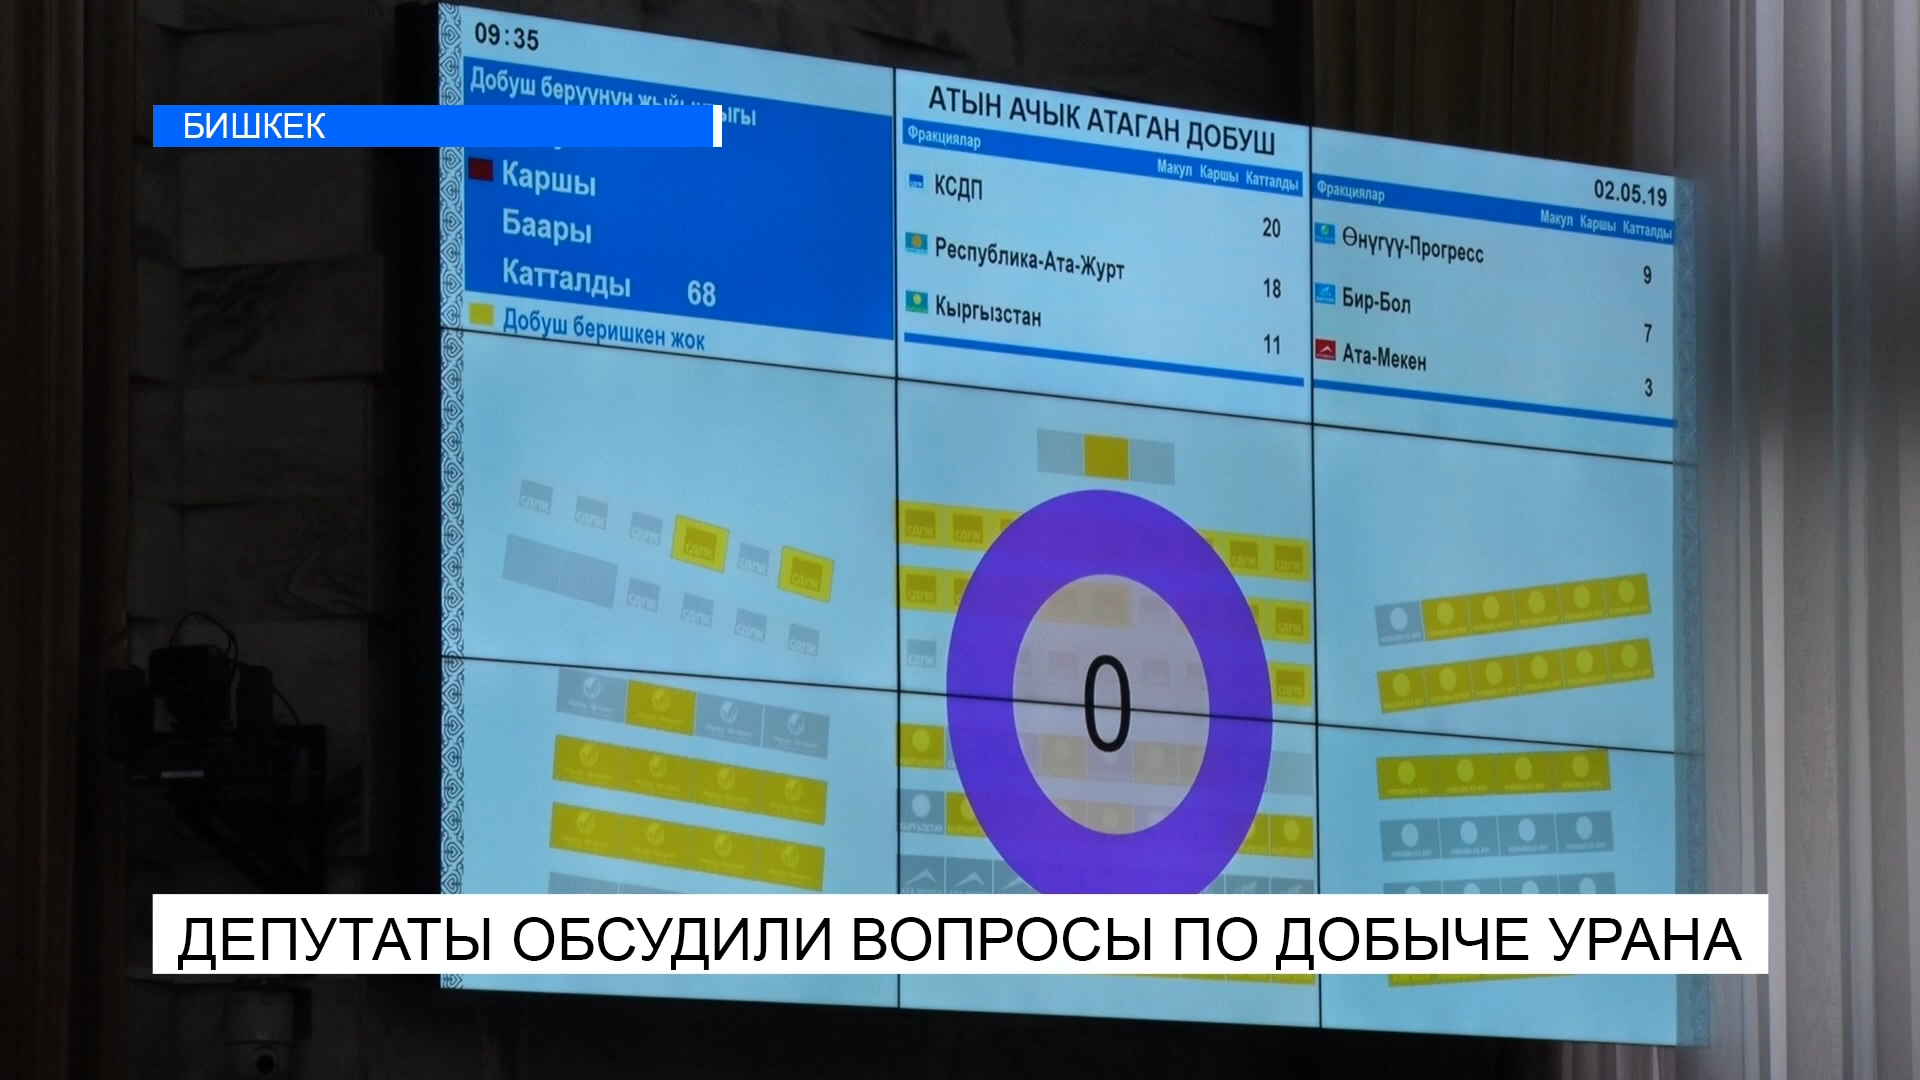 09:35
Добуш берүүнүн
БИШКЕК
Каршы
Баары
Катталды 68
Добуш беришкен жок
АТЫН АЧЫК АТАГАН ДОБУШ
Фракциялар
Макул Каршы Катталды
КСДП 20
Республика-Ата-Журт 18
Кыргызстан 11
02.05.19
Фракциялар
Макул Каршы Катталды
Өнүгүү-Прогресс 9
Бир-Бол 7
Ата-Мекен 3
0
ДЕПУТАТЫ ОБСУДИЛИ ВОПРОСЫ ПО ДОБЫЧЕ УРАНА